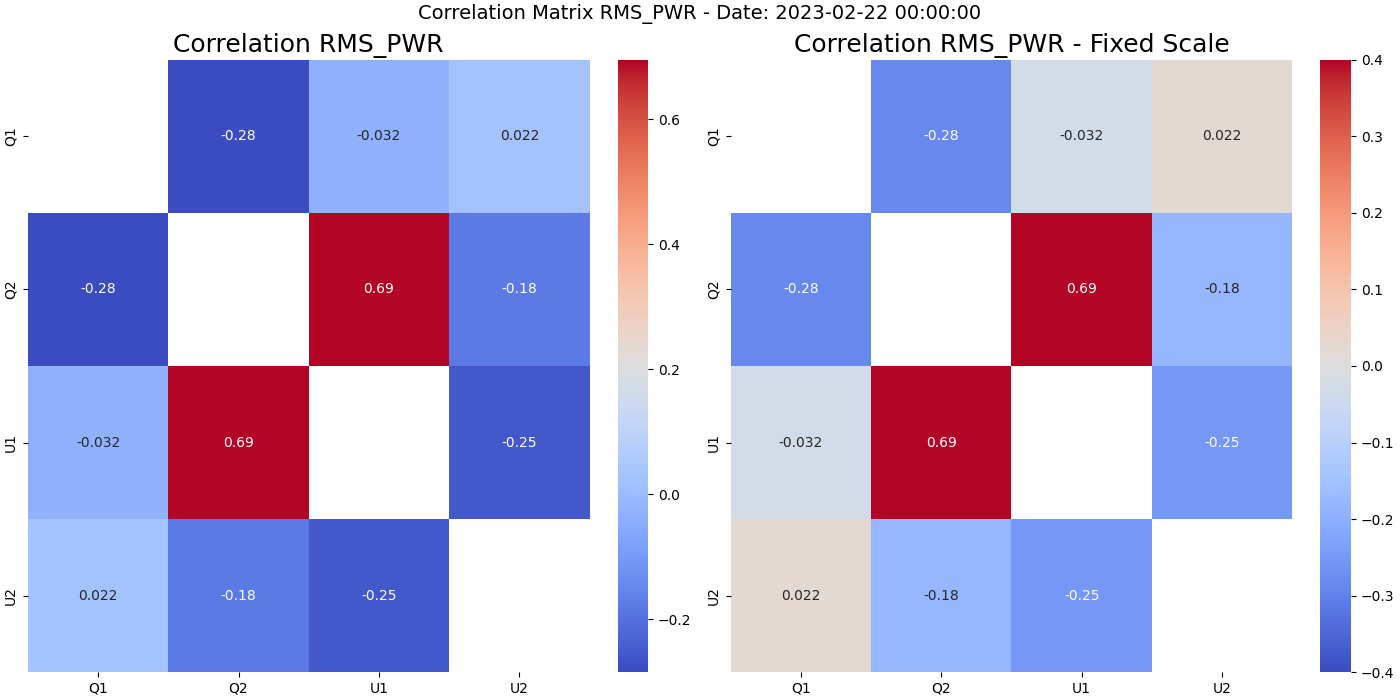 Correlation Matrix RMS_PWR - Date: 2023-02-22 00:00:00
Correlation RMS_PWR
Q1
-0.28
-0.032
0.022
Q2
-0.28
0.69
-0.18
U1
-0.032
0.69
-0.25
U2
0.022
-0.18
-0.25
Q1
Q2
U1
U2
0.6
0.4
0.2
0.0
−0.2
Correlation RMS_PWR - Fixed Scale
Q1
-0.28
-0.032
0.022
Q2
-0.28
0.69
-0.18
U1
-0.032
0.69
-0.25
U2
0.022
-0.18
-0.25
Q1
Q2
U1
U2
0.4
0.3
0.2
0.1
0.0
−0.1
−0.2
−0.3
−0.4